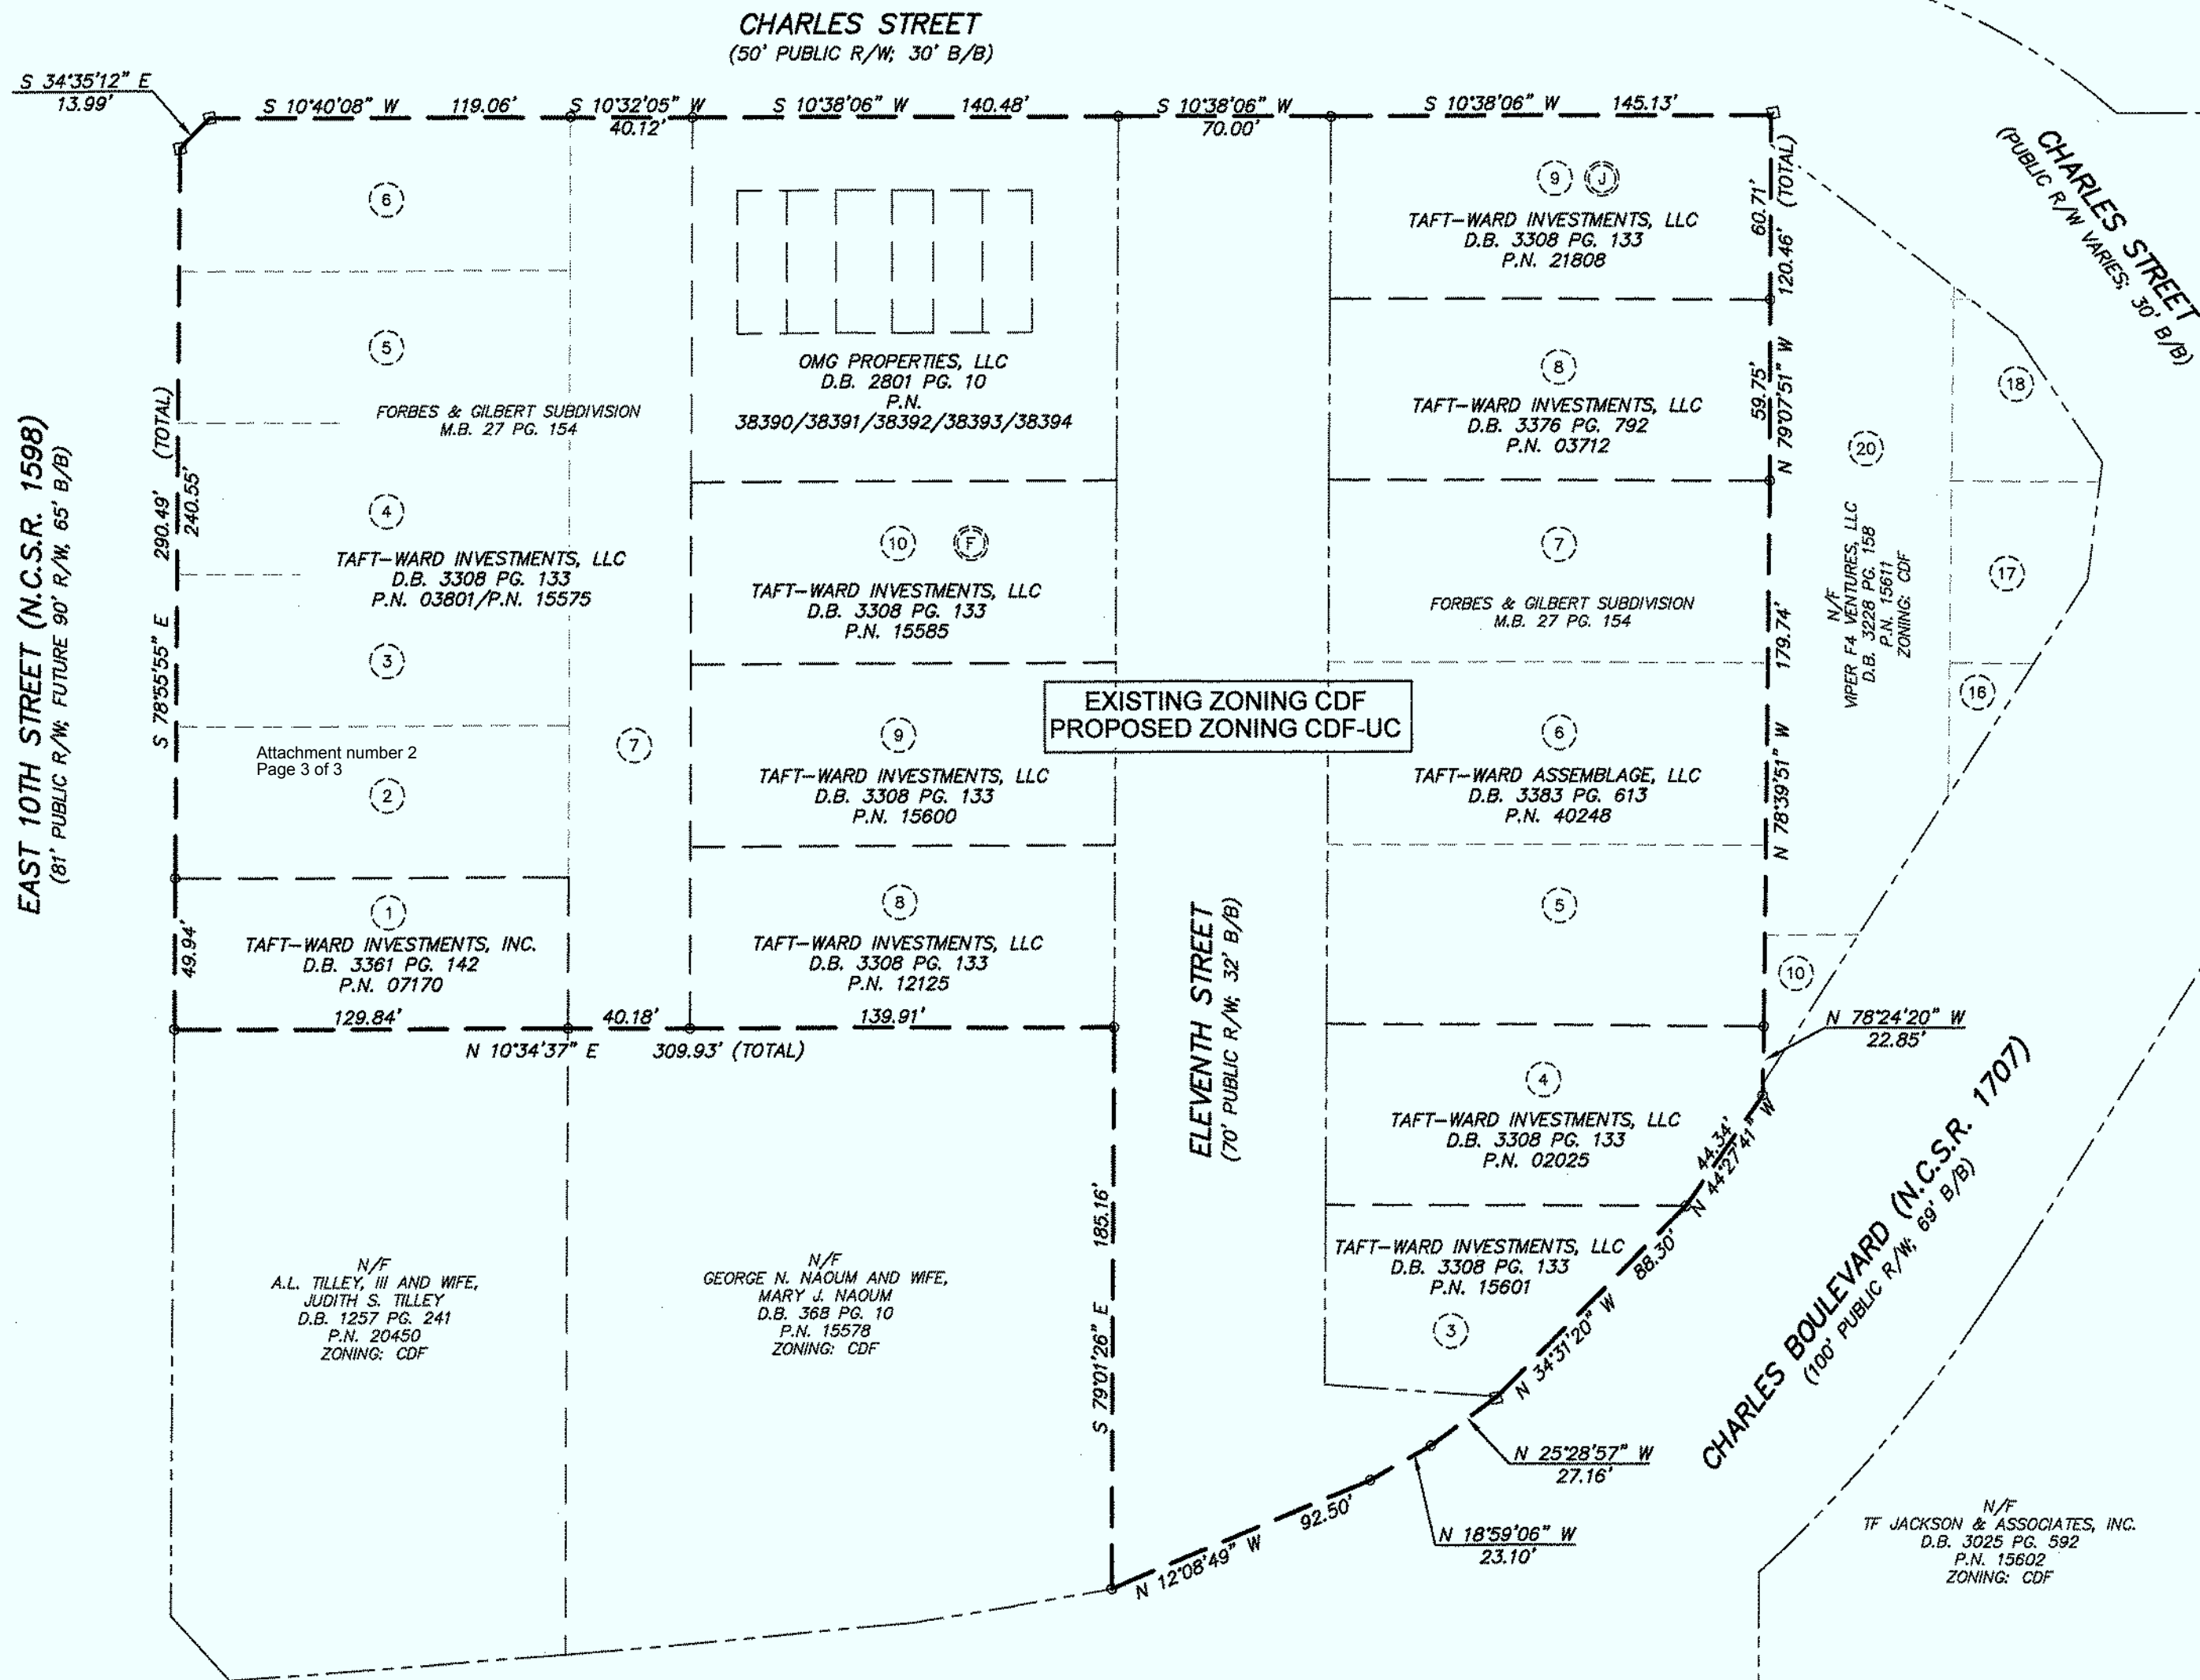 CHARLES STREET
(50' PUBLIC R/W; 30' B/B)
S 34°35'12" E
13.99'
S 10°40'08" W 119.06'
S 10°32'05" W
40.12'
S 10°38'06" W 140.48'
S 10°38'06" W
70.00'
S 10°38'06" W 145.13'
CHARLES STREET
(PUBLIC R/W VARIES; 30' B/B)
60.71'
120.46' (TOTAL)
59.75'
N 79°07'51" W
179.74'
N 78°39'51" W
EAST 10TH STREET (N.C.S.R. 1598)
(81' PUBLIC R/W; FUTURE 90' R/W, 65' B/B)
S 78°55'55" E 290.49' (TOTAL)
240.55'
49.94'
6
5
FORBES & GILBERT SUBDIVISION
M.B. 27 PG. 154
4
TAFT-WARD INVESTMENTS, LLC
D.B. 3308 PG. 133
P.N. 03801/P.N. 15575
3
Attachment number 2
Page 3 of 3
2
7
1
TAFT-WARD INVESTMENTS, INC.
D.B. 3361 PG. 142
P.N. 07170
OMG PROPERTIES, LLC
D.B. 2801 PG. 10
P.N.
38390/38391/38392/38393/38394
10 F
TAFT-WARD INVESTMENTS, LLC
D.B. 3308 PG. 133
P.N. 15585
9
TAFT-WARD INVESTMENTS, LLC
D.B. 3308 PG. 133
P.N. 15600
8
TAFT-WARD INVESTMENTS, LLC
D.B. 3308 PG. 133
P.N. 12125
EXISTING ZONING CDF
PROPOSED ZONING CDF-UC
9 J
TAFT-WARD INVESTMENTS, LLC
D.B. 3308 PG. 133
P.N. 21808
8
TAFT-WARD INVESTMENTS, LLC
D.B. 3376 PG. 792
P.N. 03712
7
FORBES & GILBERT SUBDIVISION
M.B. 27 PG. 154
6
TAFT-WARD ASSEMBLAGE, LLC
D.B. 3383 PG. 613
P.N. 40248
5
4
TAFT-WARD INVESTMENTS, LLC
D.B. 3308 PG. 133
P.N. 02025
TAFT-WARD INVESTMENTS, LLC
D.B. 3308 PG. 133
P.N. 15601
3
20
N/F
VIPER F4 VENTURES, LLC
D.B. 3228 PG. 158
P.N. 15611
ZONING: CDF
18
17
16
10
129.84'
40.18'
139.91'
N 10°34'37" E 309.93' (TOTAL)
ELEVENTH STREET
(70' PUBLIC R/W; 32' B/B)
N 78°24'20" W
22.85'
44.34'
N 44°27'41" W
88.30'
N 34°31'20" W
N 25°28'57" W
27.16'
N 18°59'06" W
23.10'
N 12°08'49" W 92.50'
S 79°01'26" E 185.16'
CHARLES BOULEVARD (N.C.S.R. 1707)
(100' PUBLIC R/W; 69' B/B)
N/F
A.L. TILLEY, III AND WIFE,
JUDITH S. TILLEY
D.B. 1257 PG. 241
P.N. 20450
ZONING: CDF
N/F
GEORGE N. NAOUM AND WIFE,
MARY J. NAOUM
D.B. 368 PG. 10
P.N. 15578
ZONING: CDF
N/F
TF JACKSON & ASSOCIATES, INC.
D.B. 3025 PG. 592
P.N. 15602
ZONING: CDF